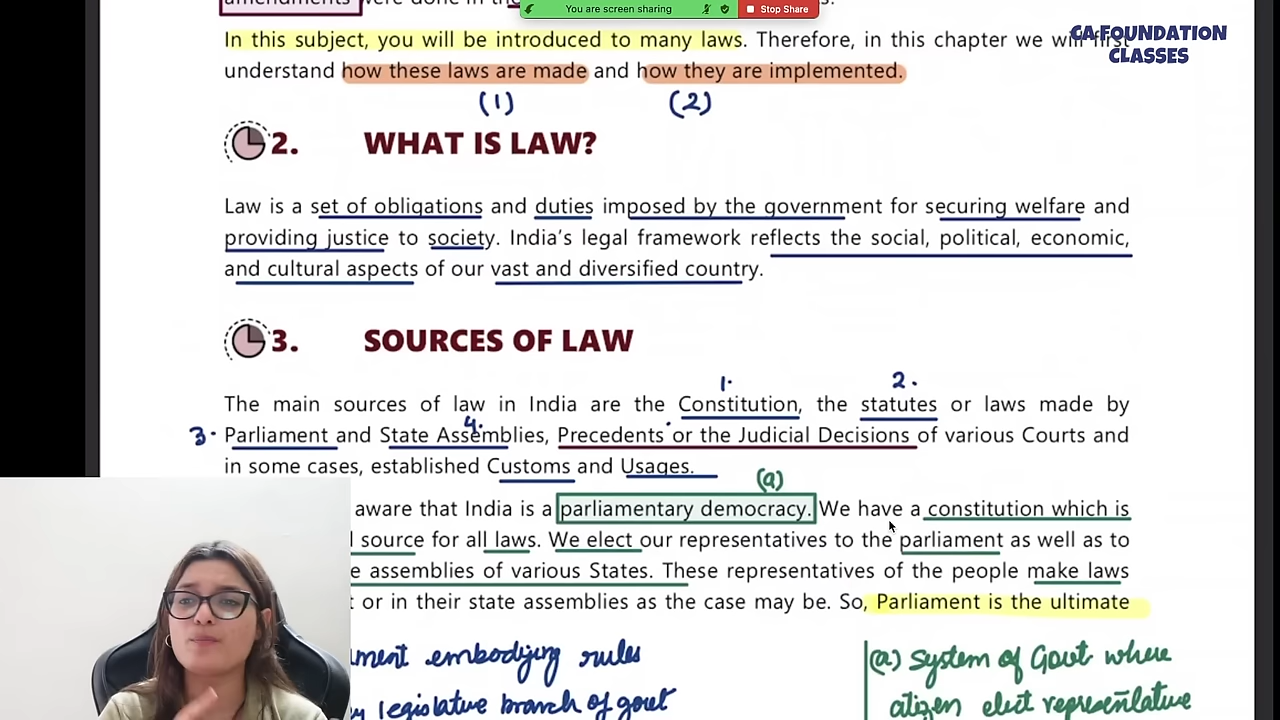 amendments were done in
You are screen sharing
Stop Share
CA FOUNDATION
CLASSES
In this subject, you will be introduced to many laws. Therefore, in this chapter we will first
understand how these laws are made and how they are implemented.
(1) (2)
2. WHAT IS LAW?
Law is a set of obligations and duties imposed by the government for securing welfare and
providing justice to society. India's legal framework reflects the social, political, economic,
and cultural aspects of our vast and diversified country.
3. SOURCES OF LAW
1. 2.
The main sources of law in India are the Constitution, the statutes or laws made by
3. 4.
Parliament and State Assemblies, Precedents or the Judicial Decisions of various Courts and
in some cases, established Customs and Usages.
(a)
aware that India is a parliamentary democracy. We have a constitution which is
source for all laws. We elect our representatives to the parliament as well as to
assemblies of various States. These representatives of the people make laws
or in their state assemblies as the case may be. So, Parliament is the ultimate
embodying rules
legislative branch of govt
(a) System of Govt where
citizen elect representative